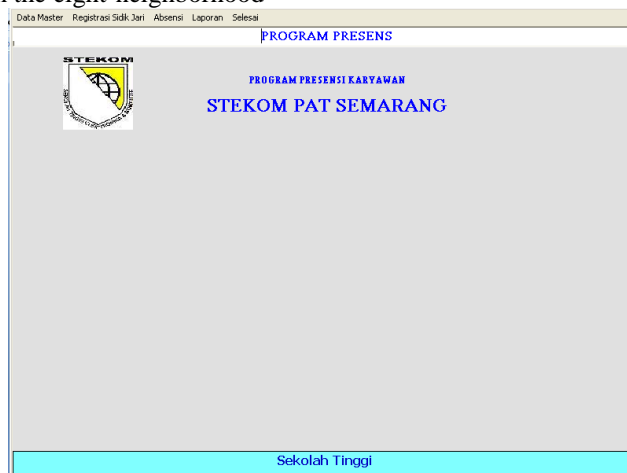 the eight-neighborhood
Data Master Registrasi Sidik Jari Absensi Laporan Selesai
PROGRAM PRESENS
STEKOM
PROGRAM PRESENSI KARYAWAN
STEKOM PAT SEMARANG
Sekolah Tinggi